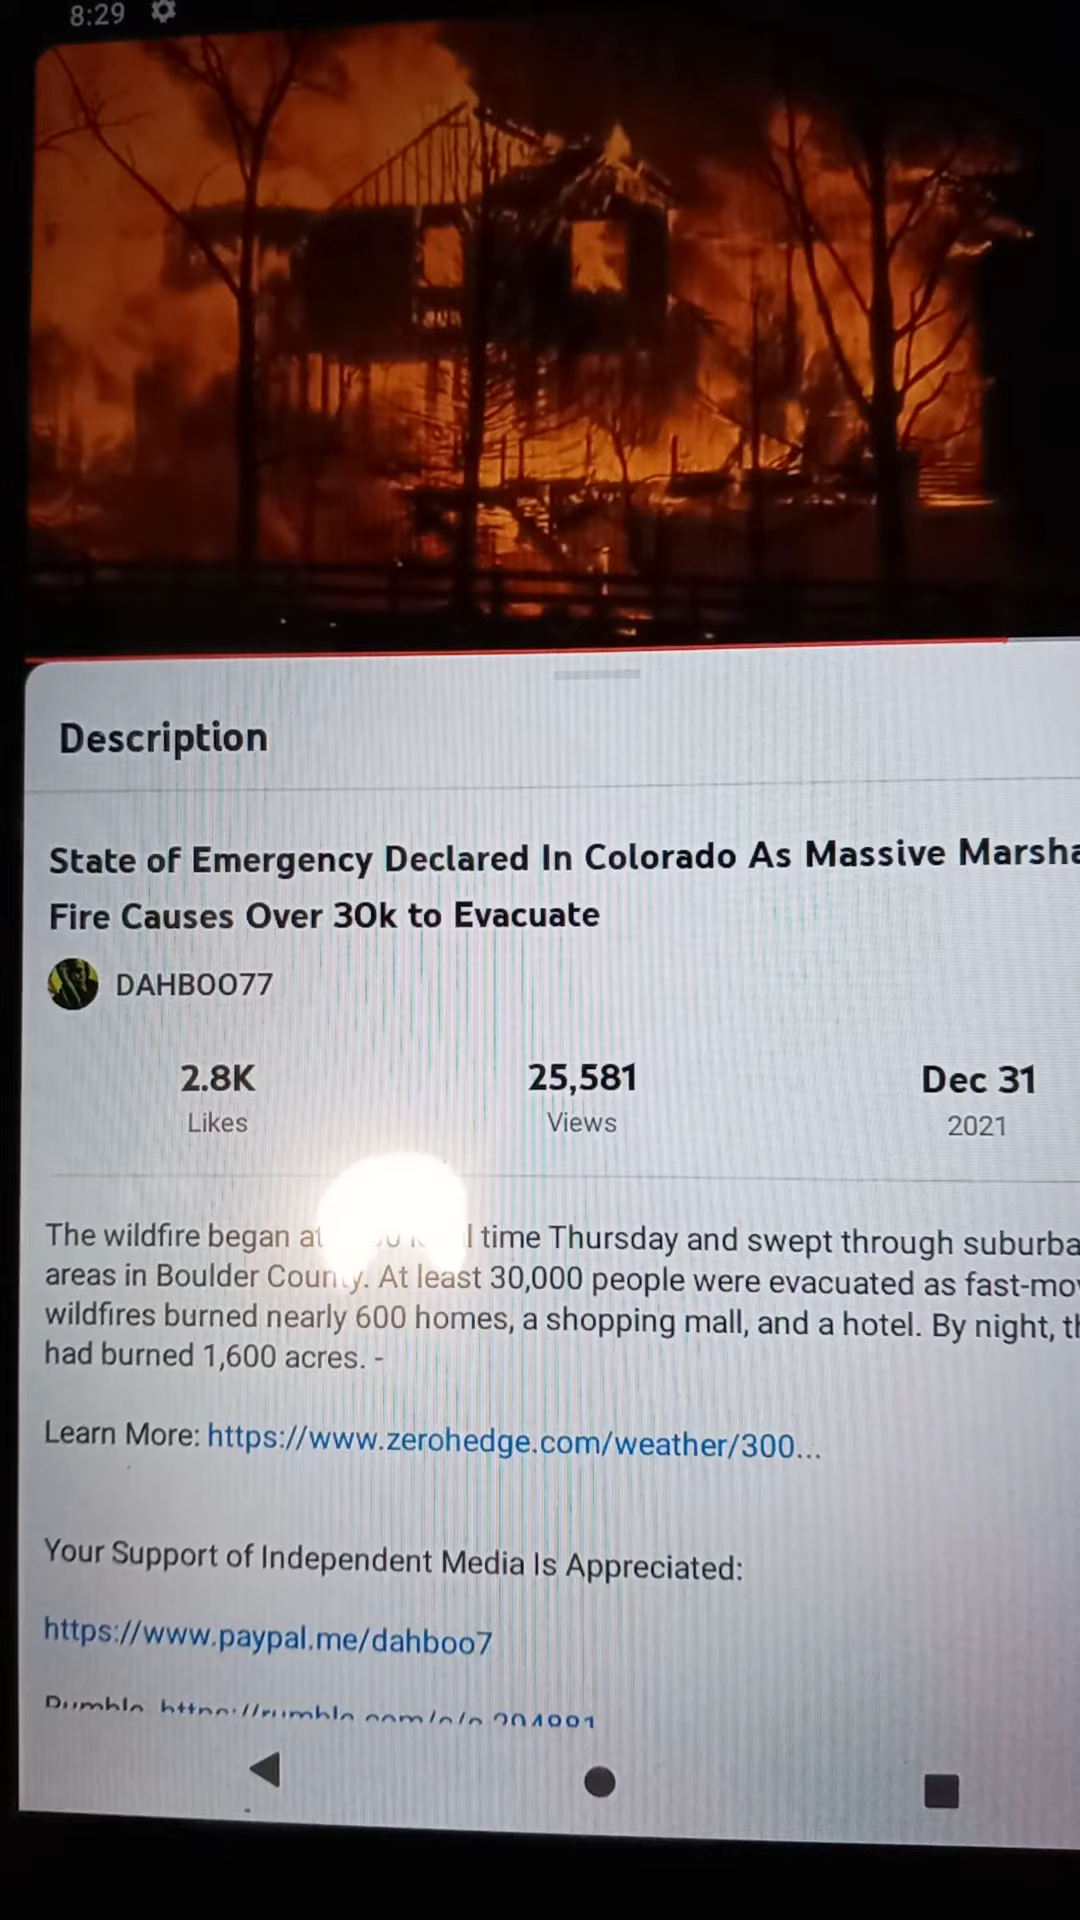 8:29
Description
State of Emergency Declared In Colorado As Massive Marsha
Fire Causes Over 30k to Evacuate
DAHBOO77
2.8K
Likes
25,581
Views
Dec 31
2021
The wildfire began at time Thursday and swept through suburba
areas in Boulder County. At least 30,000 people were evacuated as fast-mo
wildfires burned nearly 600 homes, a shopping mall, and a hotel. By night, th
had burned 1,600 acres. -
Learn More: https://www.zerohedge.com/weather/300...
Your Support of Independent Media Is Appreciated:
https://www.paypal.me/dahboo7
Rumble